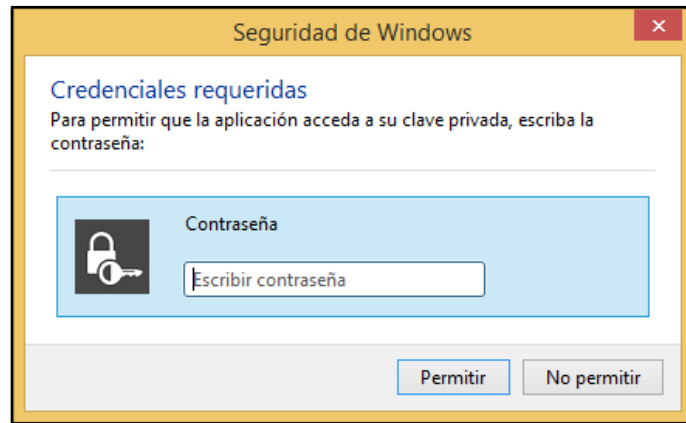 Seguridad de Windows
Credenciales requeridas
Para permitir que la aplicación acceda a su clave privada, escriba la
contraseña:
Contraseña
Escribir contraseña
Permitir
No permitir